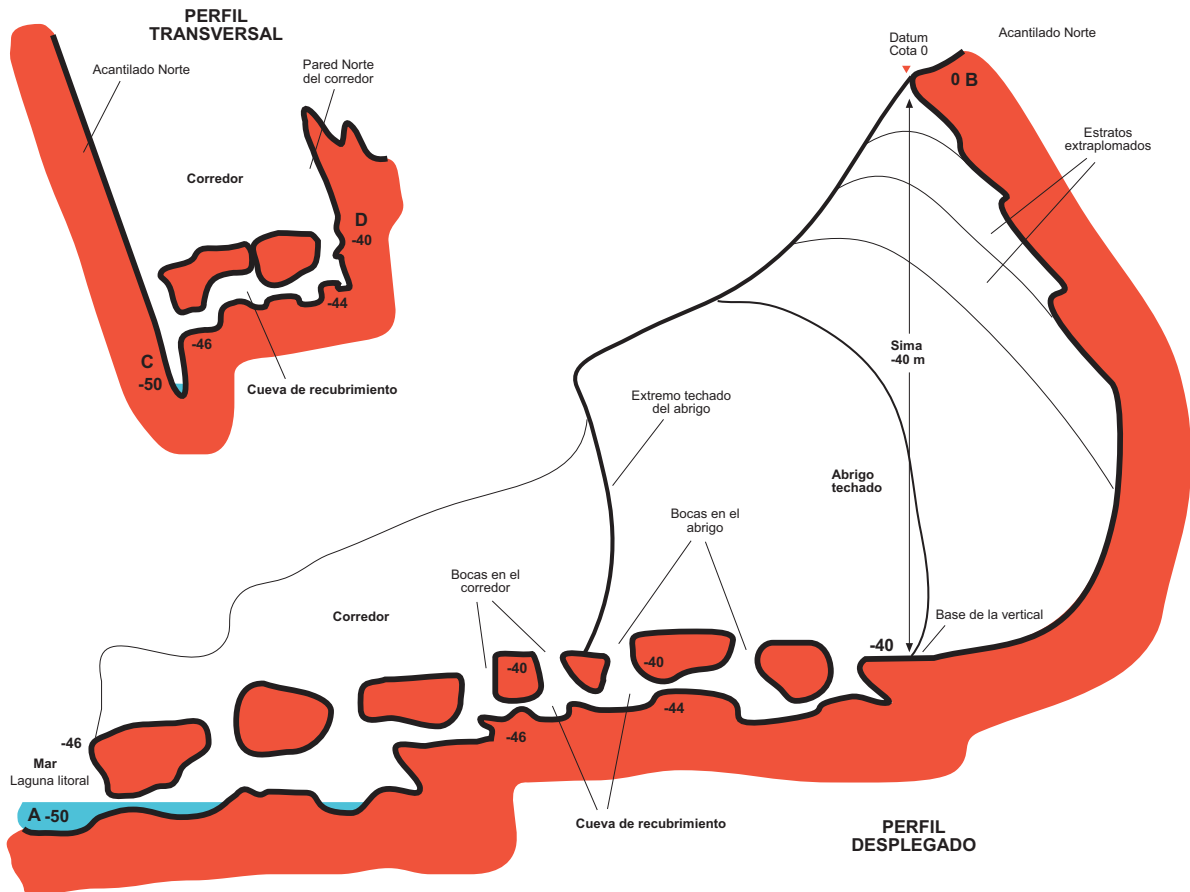 PERFIL
TRANSVERSAL
Acantilado Norte
Pared Norte
del corredor
Corredor
D
-40
-44
-46
C
-50
Cueva de recubrimiento
Datum
Cota 0
Acantilado Norte
0 B
Estratos
extraplomados
Sima
-40 m
Extremo techado
del abrigo
Abrigo
techado
Bocas en el
abrigo
Bocas en el
corredor
Corredor
Base de la vertical
-40
-40
-40
-44
-46
-46
Mar
Laguna litoral
A -50
Cueva de recubrimiento
PERFIL
DESPLEGADO